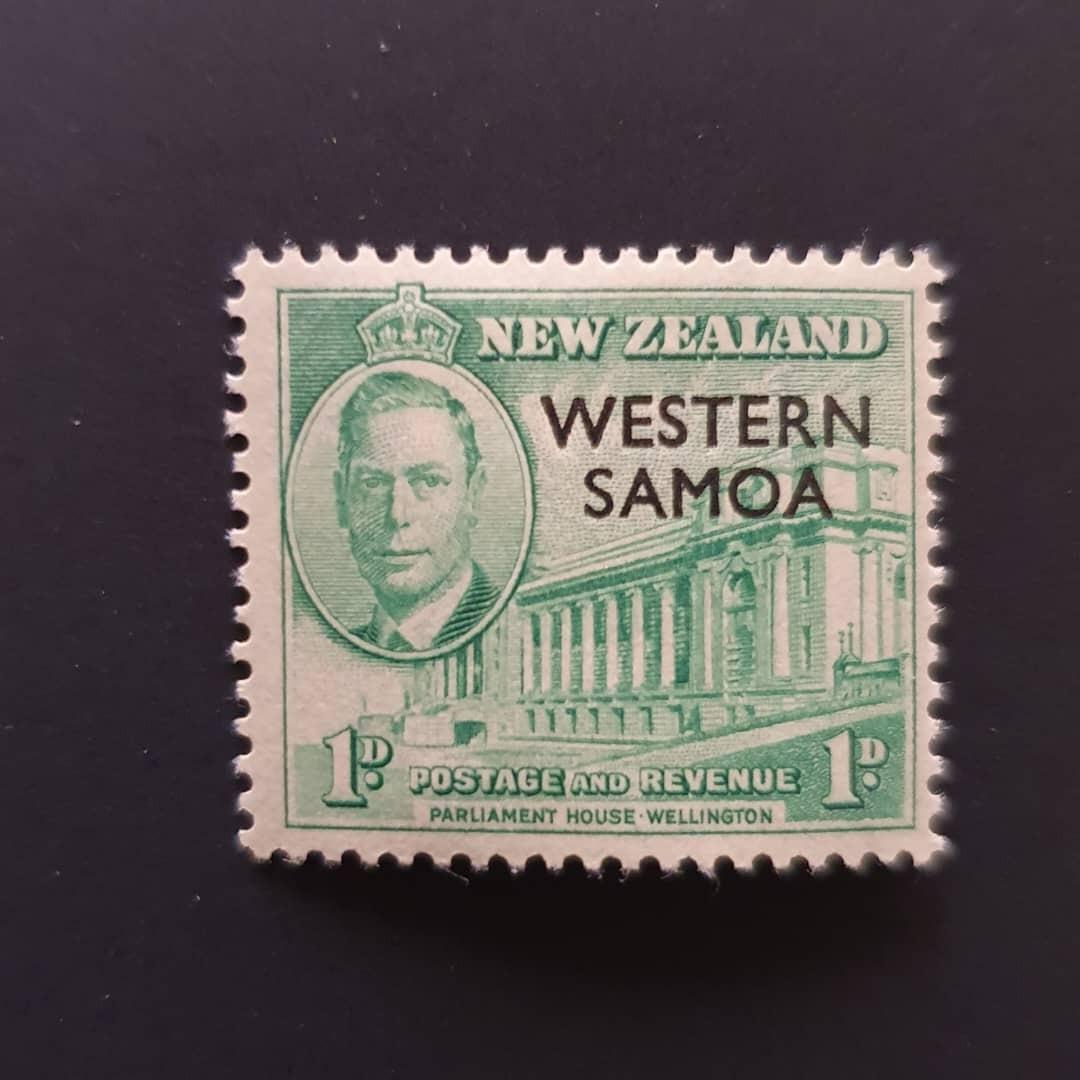 NEW ZEALAND
WESTERN
SAMOA
1D. POSTAGE AND REVENUE 1D.
PARLIAMENT HOUSE · WELLINGTON